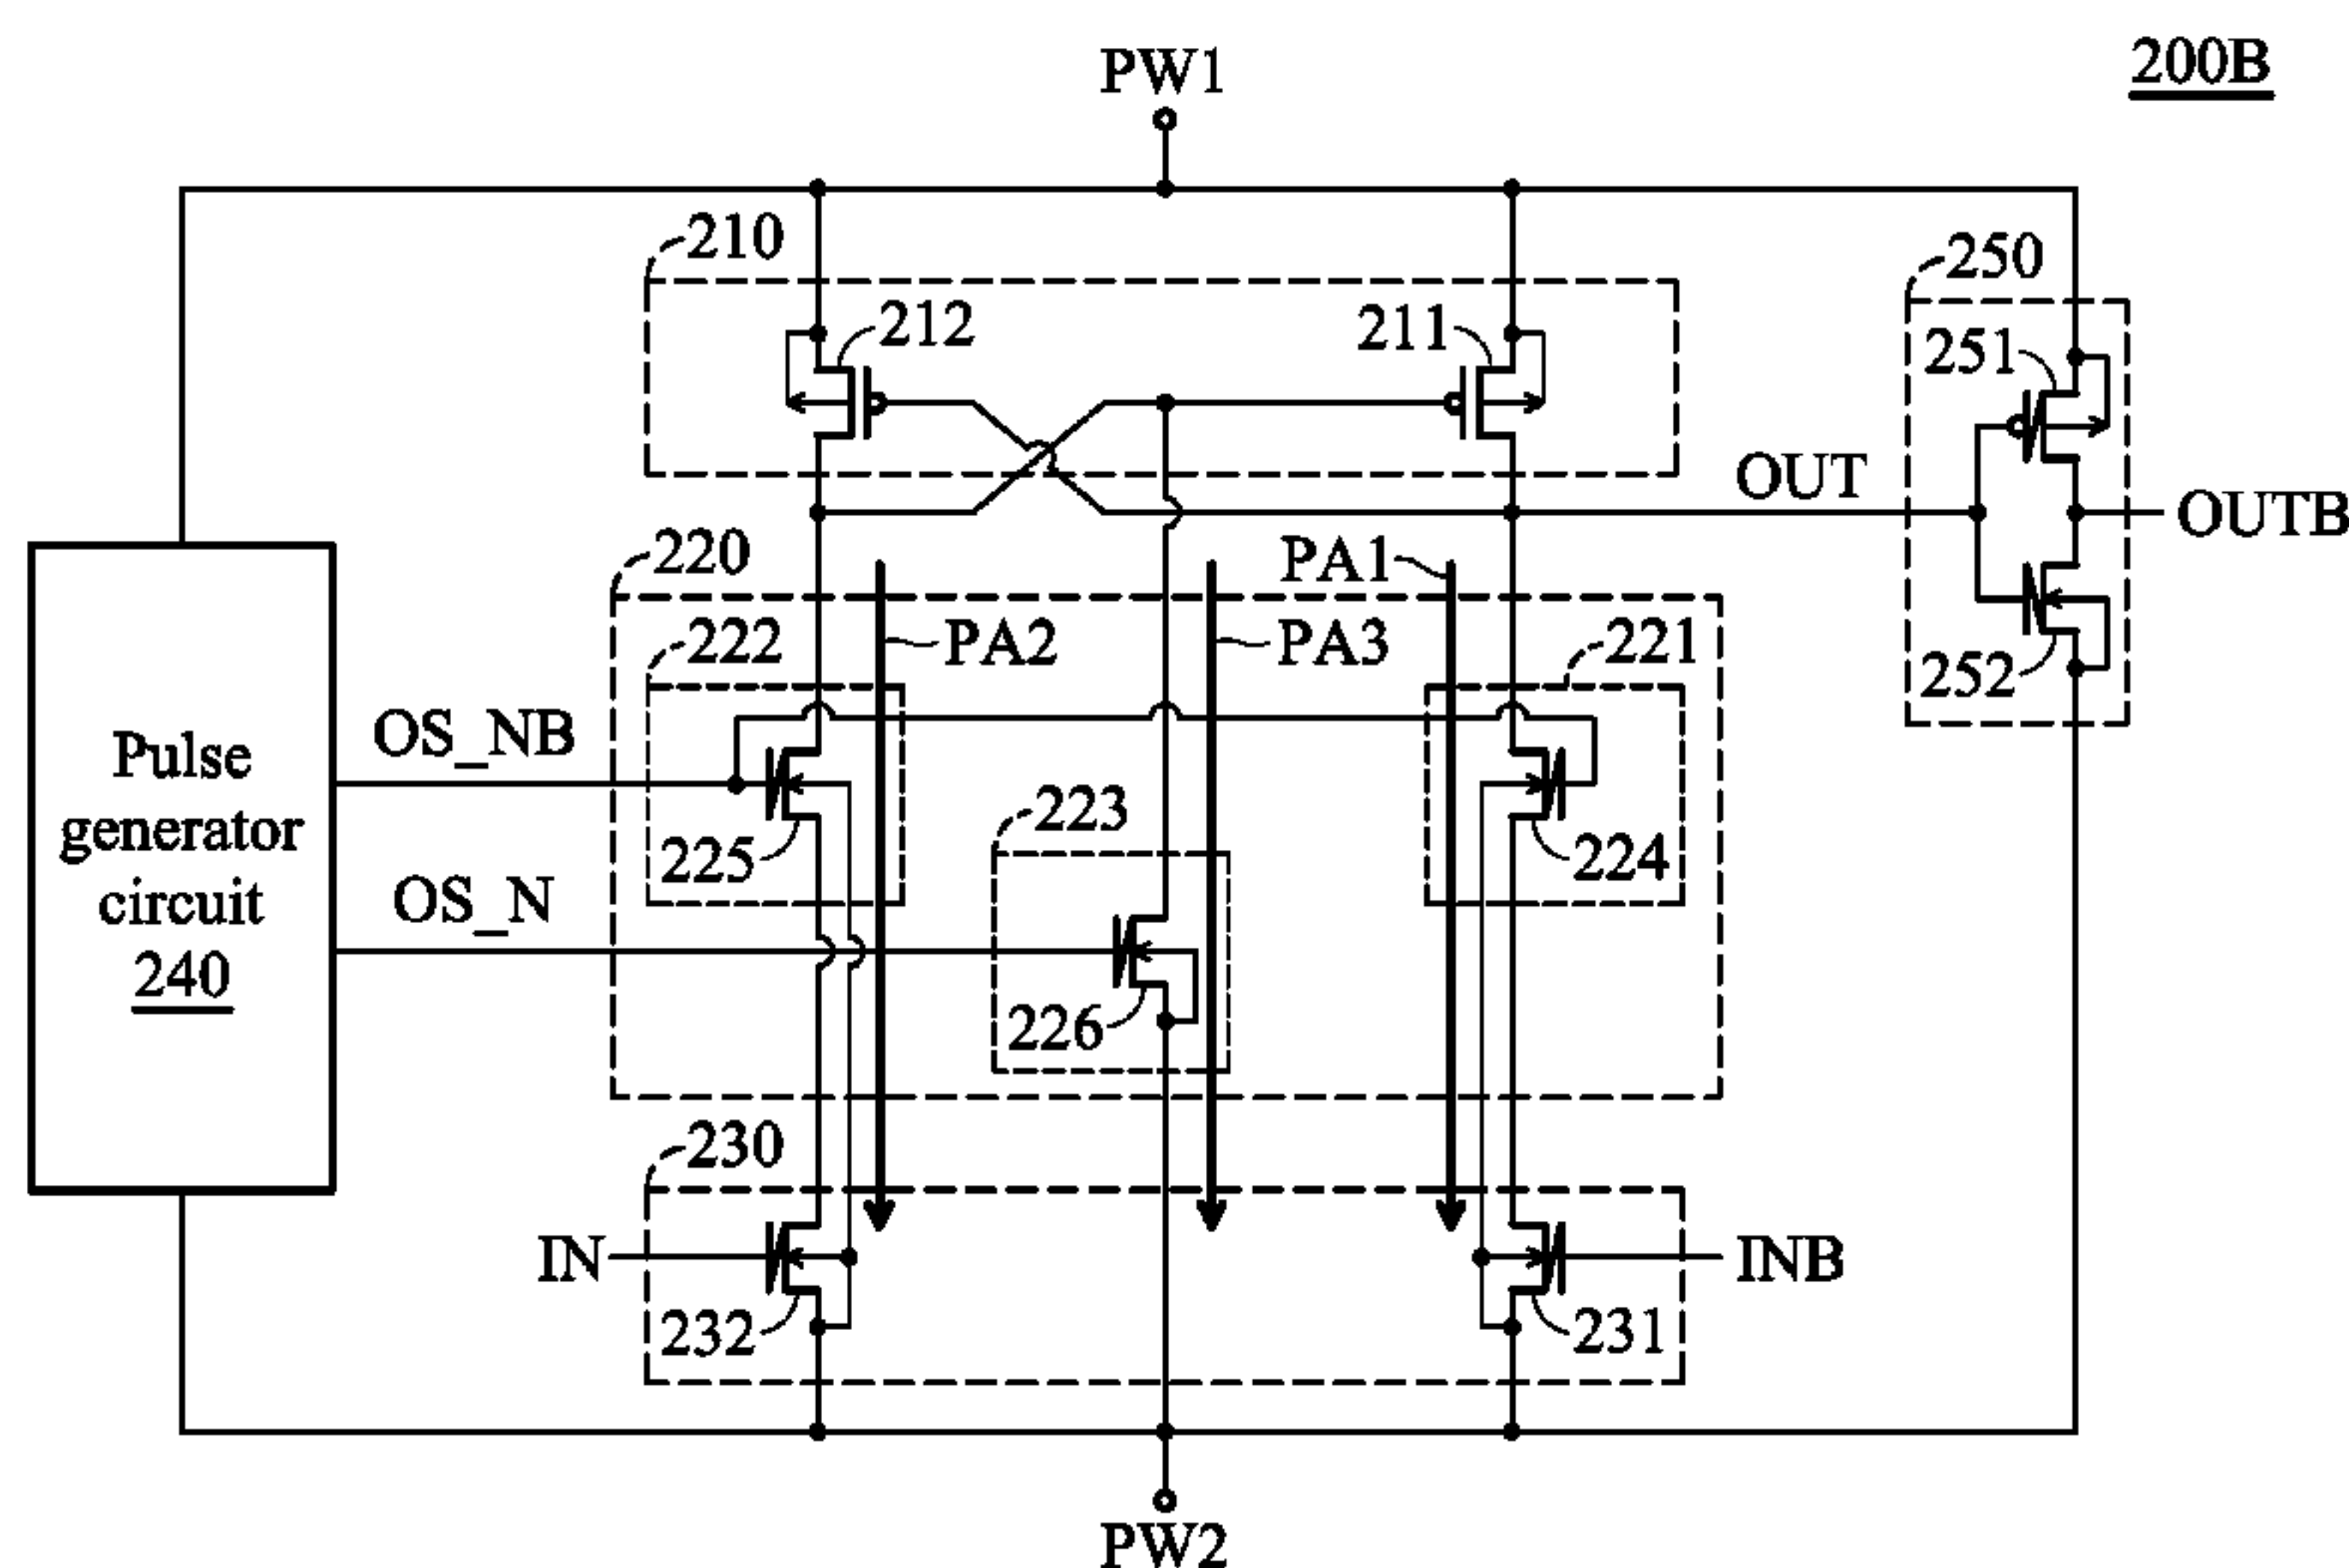 PW1
200B
210
212
211
250
251
OUT
OUTB
220
PA1
222
PA2
PA3
221
252
OS_NB
Pulse
generator
circuit
240
225
223
224
OS_N
226
230
IN
INB
232
231
PW2